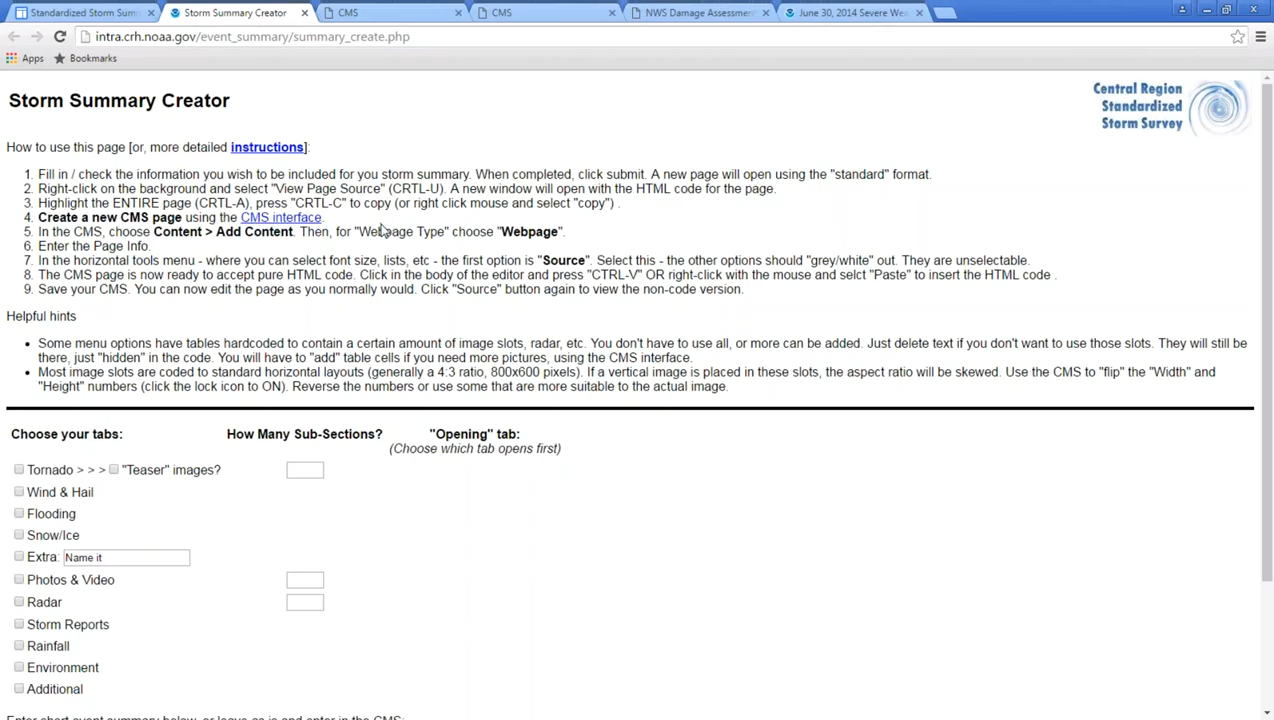 Standardized Storm Summ
Storm Summary Creator
CMS
CMS
NWS Damage Assessment
June 30, 2014 Severe Wea
intra.crh.noaa.gov/event_summary/summary_create.php
Apps
Bookmarks
Storm Summary Creator
Central Region
Standardized
Storm Survey
How to use this page [or, more detailed instructions]:
1. Fill in / check the information you wish to be included for you storm summary. When completed, click submit. A new page will open using the "standard" format.
2. Right-click on the background and select "View Page Source" (CRTL-U). A new window will open with the HTML code for the page.
3. Highlight the ENTIRE page (CRTL-A), press "CRTL-C" to copy (or right click mouse and select "copy") .
4. Create a new CMS page using the CMS interface.
5. In the CMS, choose Content > Add Content. Then, for "Webpage Type" choose "Webpage".
6. Enter the Page Info.
7. In the horizontal tools menu - where you can select font size, lists, etc - the first option is "Source". Select this - the other options should "grey/white" out. They are unselectable.
8. The CMS page is now ready to accept pure HTML code. Click in the body of the editor and press "CTRL-V" OR right-click with the mouse and selct "Paste" to insert the HTML code .
9. Save your CMS. You can now edit the page as you normally would. Click "Source" button again to view the non-code version.
Helpful hints
• Some menu options have tables hardcoded to contain a certain amount of image slots, radar, etc. You don't have to use all, or more can be added. Just delete text if you don't want to use those slots. They will still be
there, just "hidden" in the code. You will have to "add" table cells if you need more pictures, using the CMS interface.
• Most image slots are coded to standard horizontal layouts (generally a 4:3 ratio, 800x600 pixels). If a vertical image is placed in these slots, the aspect ratio will be skewed. Use the CMS to "flip" the "Width" and
"Height" numbers (click the lock icon to ON). Reverse the numbers or use some that are more suitable to the actual image.
Choose your tabs: How Many Sub-Sections? "Opening" tab:
(Choose which tab opens first)
Tornado > > > "Teaser" images?
Wind & Hail
Flooding
Snow/Ice
Extra: Name it
Photos & Video
Radar
Storm Reports
Rainfall
Environment
Additional
Enter short event summary below, or leave as is and enter in the CMS: